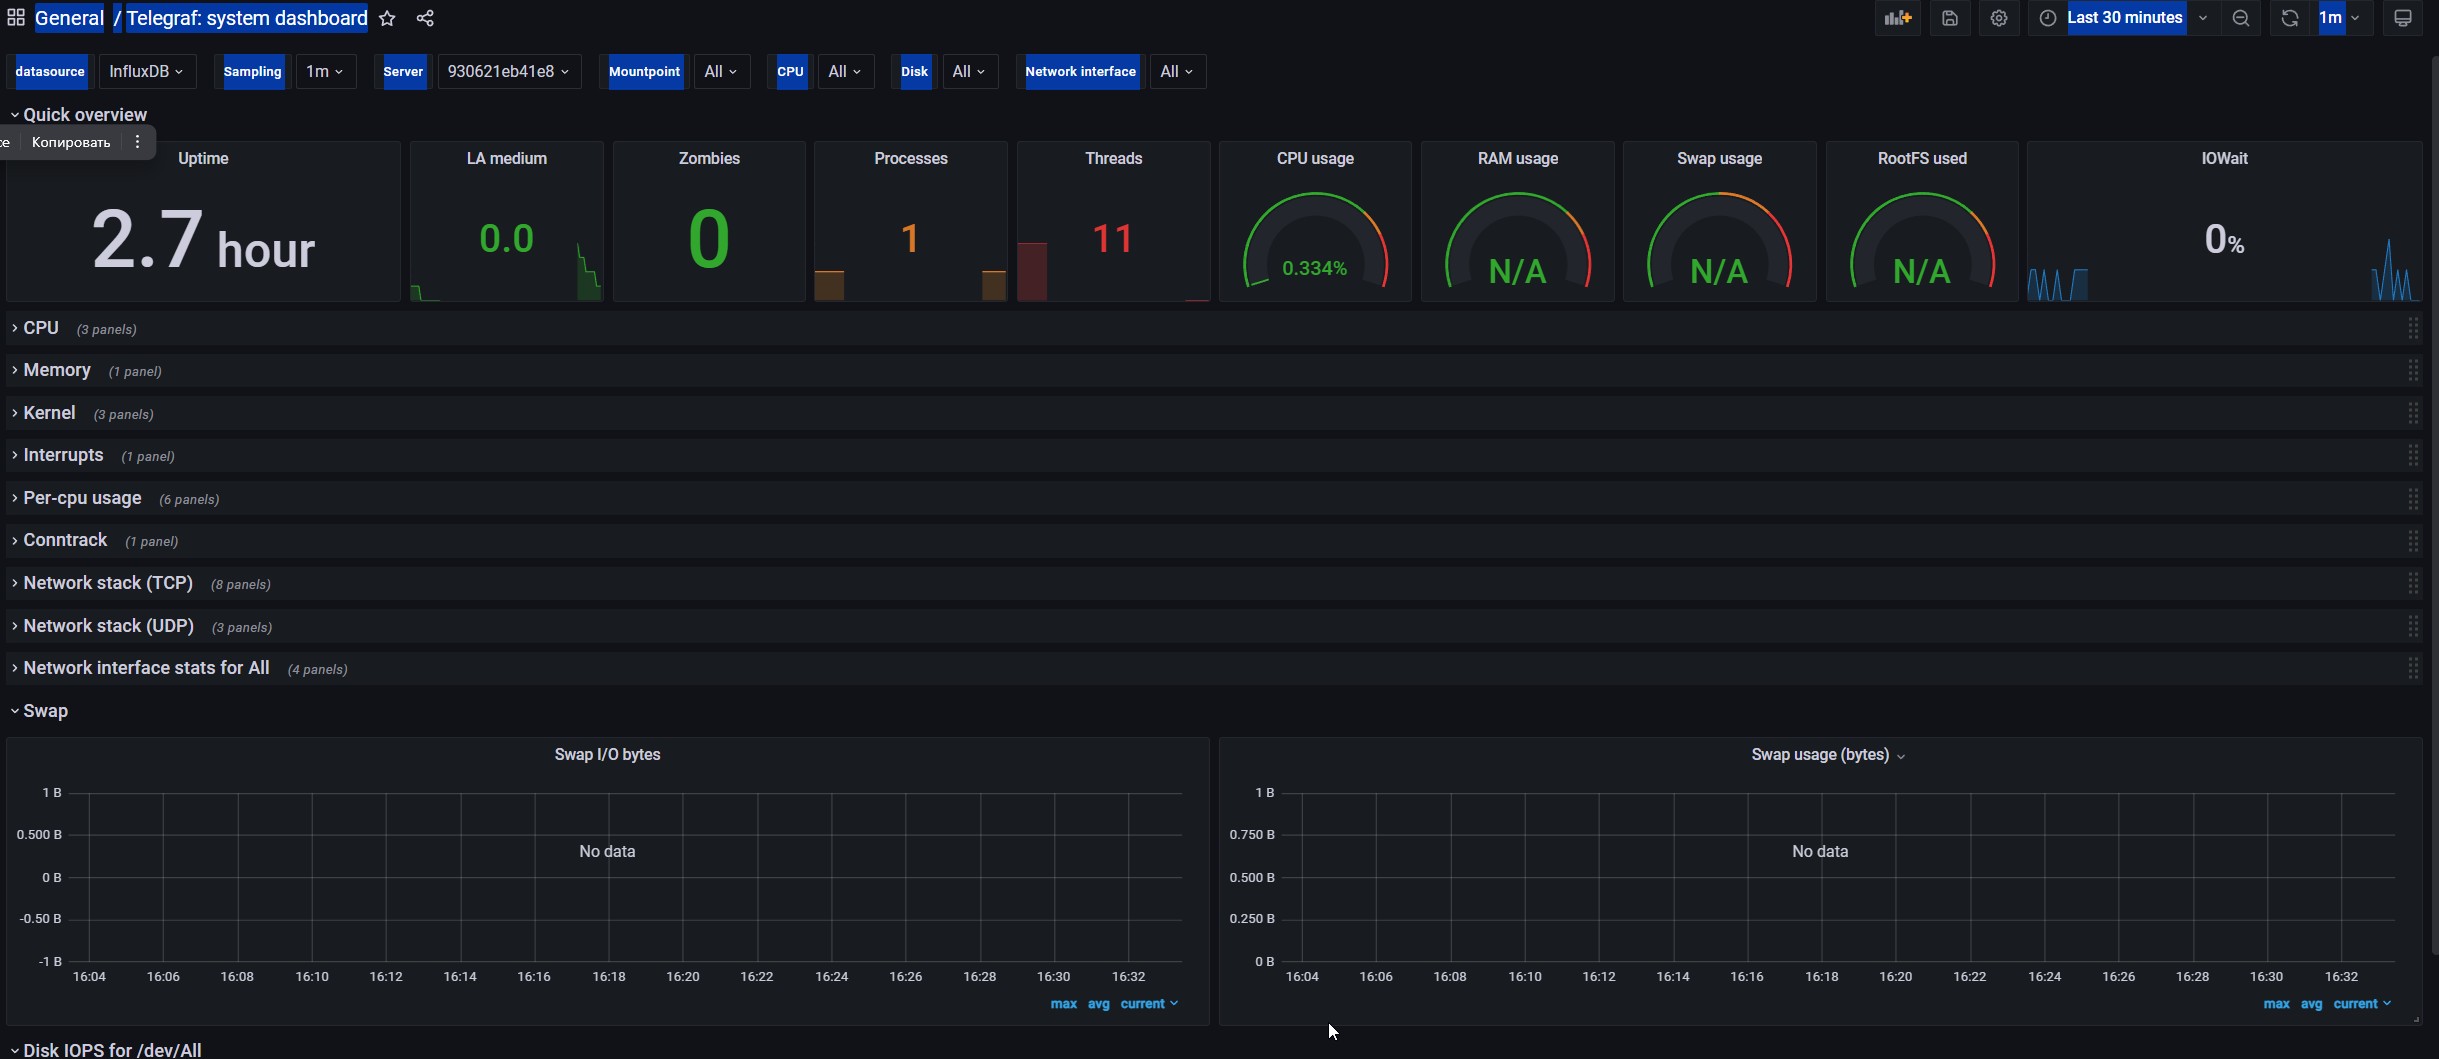 General / Telegraf: system dashboard
Last 30 minutes 1m
datasource InfluxDB Sampling 1m Server 930621eb41e8 Mountpoint All CPU All Disk All Network interface All
Quick overview
Копировать
Uptime LA medium Zombies Processes Threads CPU usage RAM usage Swap usage RootFS used IOWait
2.7 hour 0.0 0 1 11 0.334% N/A N/A N/A 0%
CPU (3 panels)
Memory (1 panel)
Kernel (3 panels)
Interrupts (1 panel)
Per-cpu usage (6 panels)
Conntrack (1 panel)
Network stack (TCP) (8 panels)
Network stack (UDP) (3 panels)
Network interface stats for All (4 panels)
Swap
Swap I/O bytes
1 B
0.500 B
No data
0 B
-0.50 B
-1 B
16:04 16:06 16:08 16:10 16:12 16:14 16:16 16:18 16:20 16:22 16:24 16:26 16:28 16:30 16:32
max avg current
Swap usage (bytes)
1 B
0.750 B
No data
0.500 B
0.250 B
0 B
16:04 16:06 16:08 16:10 16:12 16:14 16:16 16:18 16:20 16:22 16:24 16:26 16:28 16:30 16:32
max avg current
Disk IOPS for /dev/All